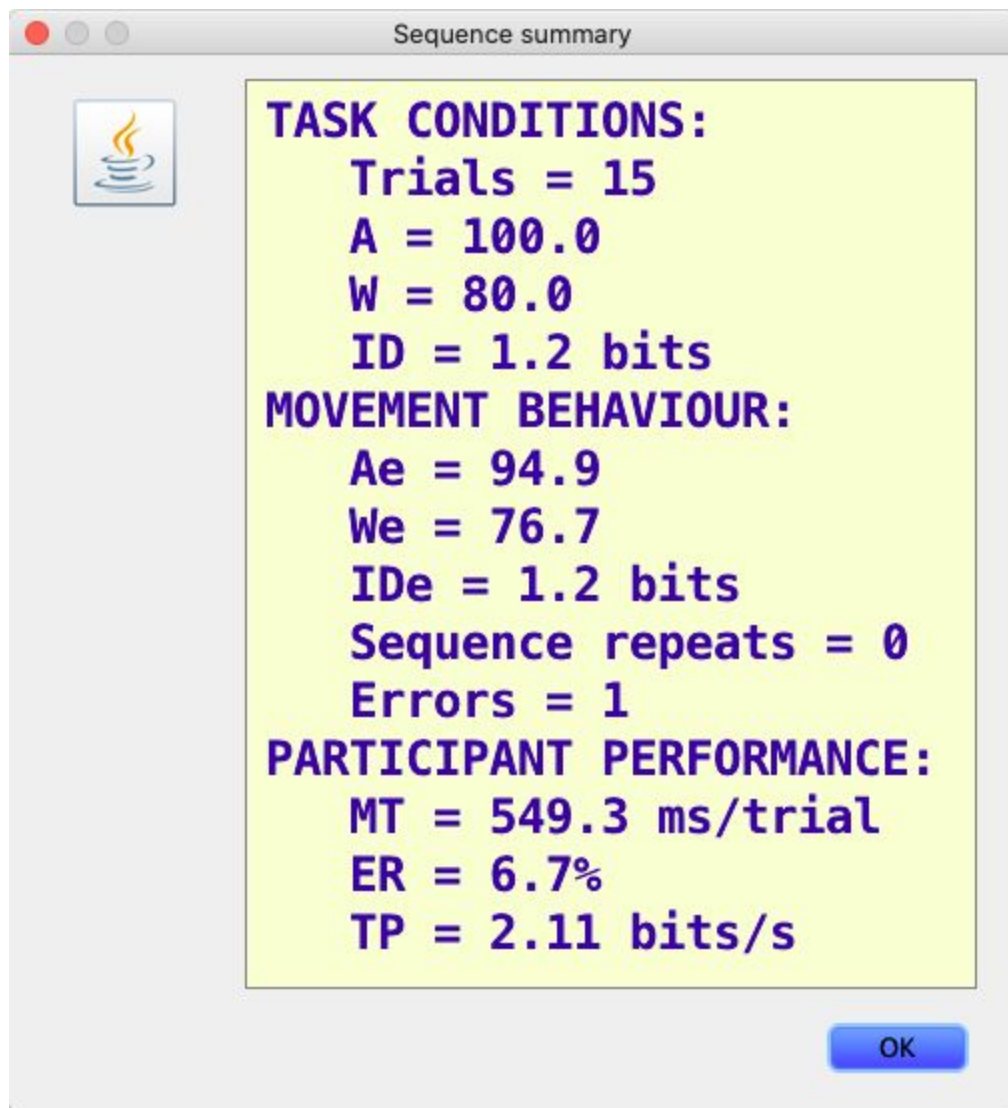 Sequence summary
TASK CONDITIONS:
Trials = 15
A = 100.0
W = 80.0
ID = 1.2 bits
MOVEMENT BEHAVIOUR:
Ae = 94.9
We = 76.7
IDe = 1.2 bits
Sequence repeats = 0
Errors = 1
PARTICIPANT PERFORMANCE:
MT = 549.3 ms/trial
ER = 6.7%
TP = 2.11 bits/s
OK